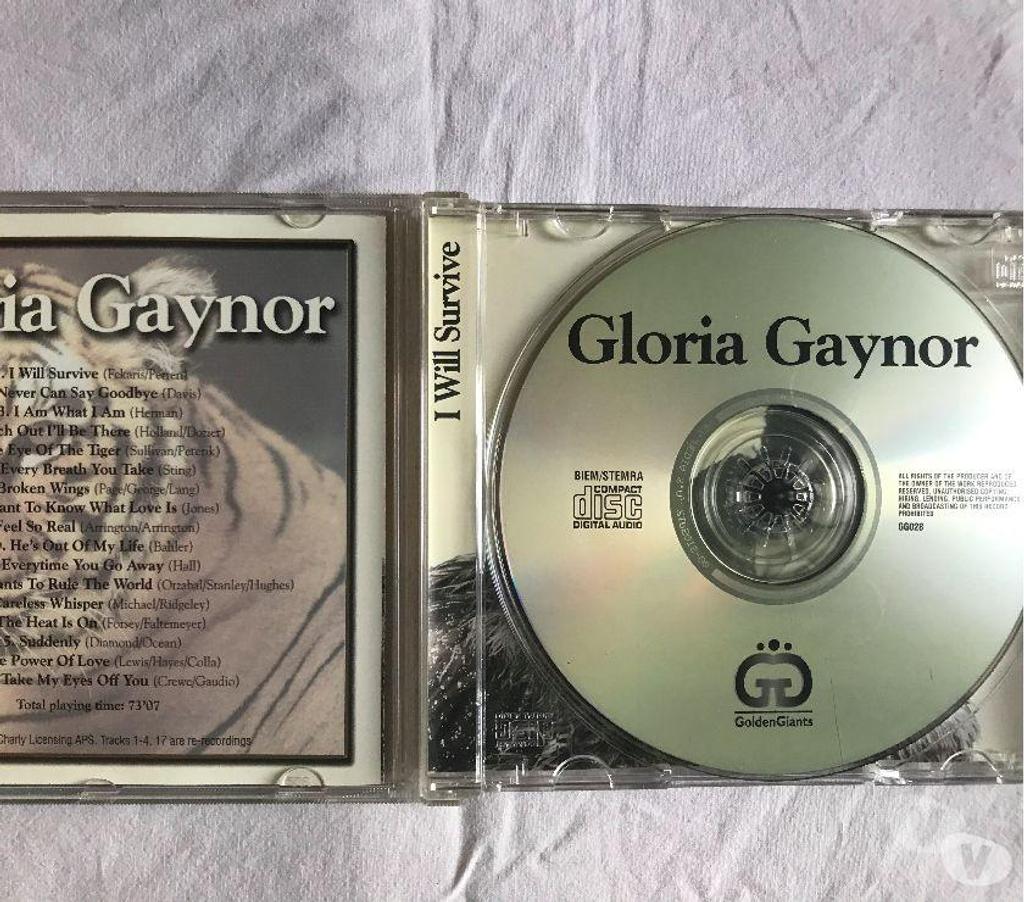 ia Gaynor
. I Will Survive (Fekaris/Perren)
Never Can Say Goodbye (Davis)
3. I Am What I Am (Herman)
ch Out I'll Be There (Holland/Dozier)
e Eye Of The Tiger (Sullivan/Peterik)
Every Breath You Take (Sting)
Broken Wings (Page/George/Lang)
ant To Know What Love Is (Jones)
Feel So Real (Arrington/Arrington)
. He's Out Of My Life (Bahler)
Everytime You Go Away (Hall)
ants To Rule The World (Orzabal/Stanley/Hughes)
areless Whisper (Michael/Ridgeley)
The Heat Is On (Forsey/Faltemeyer)
5. Suddenly (Diamond/Ocean)
e Power Of Love (Lewis/Hayes/Colla)
Take My Eyes Off You (Crewe/Gaudio)
Total playing time: 73'07
Charly Licensing APS. Tracks 1-4, 17 are re-recordings
I Will Survive
Gloria Gaynor
BIEM/STEMRA
COMPACT
disc
DIGITAL AUDIO
ALL RIGHTS OF THE PRODUCER AND OF
THE OWNER OF THE WORK REPRODUCED
RESERVED. UNAUTHORISED COPYING
HIRING, LENDING, PUBLIC PERFORMANCE
AND BROADCASTING OF THIS RECORD
PROHIBITED
GG028
GG
GoldenGiants
V